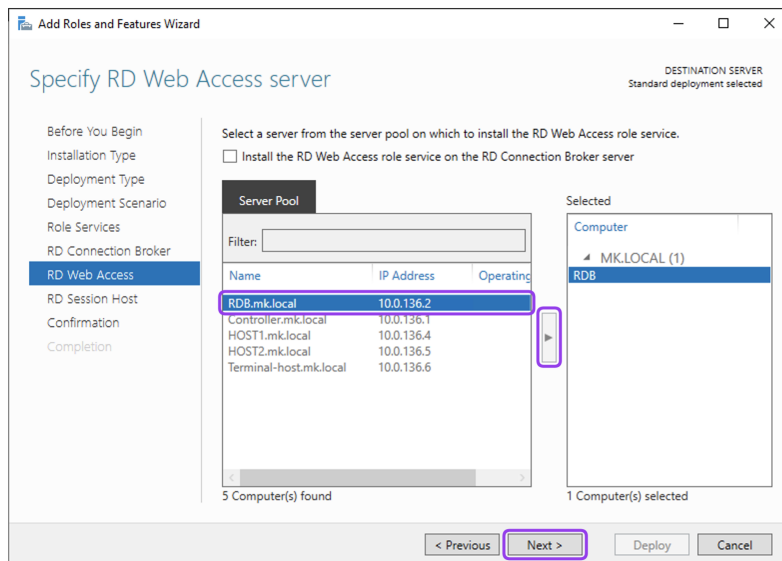 Add Roles and Features Wizard
Specify RD Web Access server
DESTINATION SERVER
Standard deployment selected
Before You Begin
Installation Type
Deployment Type
Deployment Scenario
Role Services
RD Connection Broker
RD Web Access
RD Session Host
Confirmation
Completion
Select a server from the server pool on which to install the RD Web Access role service.
Install the RD Web Access role service on the RD Connection Broker server
Server Pool
Filter:
Name IP Address Operating
RDB.mk.local 10.0.136.2
Controller.mk.local 10.0.136.1
HOST1.mk.local 10.0.136.4
HOST2.mk.local 10.0.136.5
Terminal-host.mk.local 10.0.136.6
5 Computer(s) found
Selected
Computer
MK.LOCAL (1)
RDB
1 Computer(s) selected
< Previous Next > Deploy Cancel